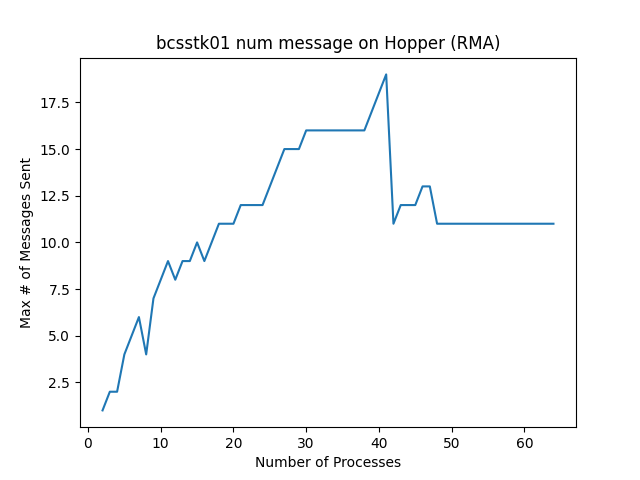 bcsstk01 num message on Hopper (RMA)
Max # of Messages Sent
17.5
15.0
12.5
10.0
7.5
5.0
2.5
0 10 20 30 40 50 60
Number of Processes